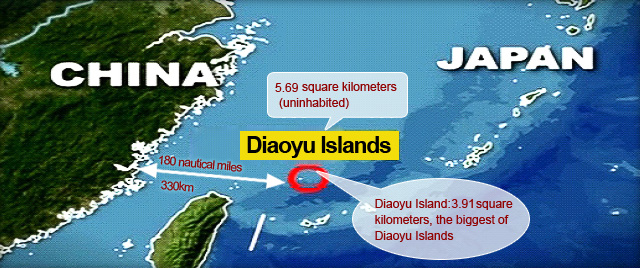 JAPAN
CHINA
5.69 square kilometers
(uninhabited)
Diaoyu Islands
180 nautical miles
330km
Diaoyu Island:3.91square
kilometers, the biggest of
Diaoyu Islands